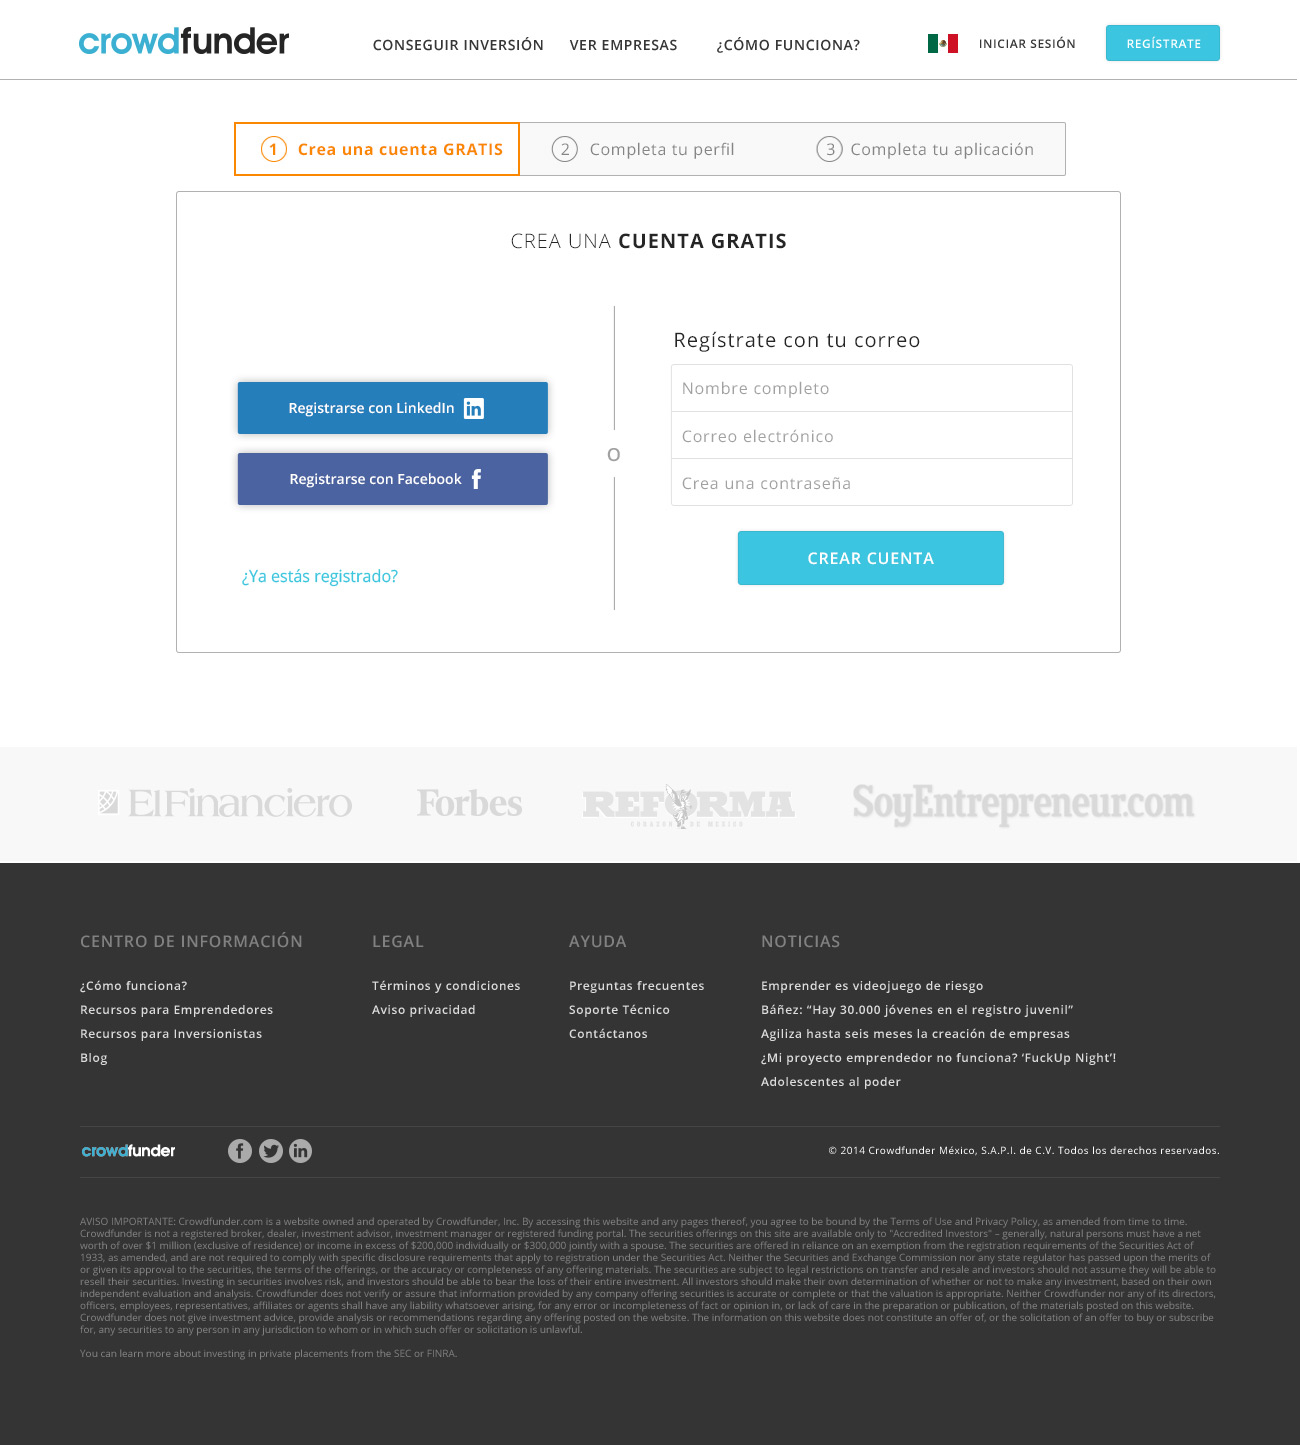 crowdfunder
CONSEGUIR INVERSIÓN VER EMPRESAS ¿CÓMO FUNCIONA? INICIAR SESIÓN REGÍSTRATE
1 Crea una cuenta GRATIS 2 Completa tu perfil 3 Completa tu aplicación
CREA UNA CUENTA GRATIS
Registrarse con LinkedIn in
Registrarse con Facebook f
¿Ya estás registrado?
O
Regístrate con tu correo
Nombre completo
Correo electrónico
Crea una contraseña
CREAR CUENTA
El Financiero Forbes REFORMA SoyEntrepreneur.com
CORAZON DE MEXICO
CENTRO DE INFORMACIÓN
¿Cómo funciona?
Recursos para Emprendedores
Recursos para Inversionistas
Blog
LEGAL
Términos y condiciones
Aviso privacidad
AYUDA
Preguntas frecuentes
Soporte Técnico
Contáctanos
NOTICIAS
Emprender es videojuego de riesgo
Báñez: “Hay 30.000 jóvenes en el registro juvenil”
Agiliza hasta seis meses la creación de empresas
¿Mi proyecto emprendedor no funciona? ‘FuckUp Night’!
Adolescentes al poder
crowdfunder f in © 2014 Crowdfunder México, S.A.P.I. de C.V. Todos los derechos reservados.
AVISO IMPORTANTE: Crowdfunder.com is a website owned and operated by Crowdfunder, Inc. By accessing this website and any pages thereof, you agree to be bound by the Terms of Use and Privacy Policy, as amended from time to time.
Crowdfunder is not a registered broker, dealer, investment advisor, investment manager or registered funding portal. The securities offerings on this site are available only to “Accredited Investors” – generally, natural persons must have a net
worth of over $1 million (exclusive of residence) or income in excess of $200,000 individually or $300,000 jointly with a spouse. The securities are offered in reliance on an exemption from the registration requirements of the Securities Act of
1933, as amended, and are not required to comply with specific disclosure requirements that apply to registration under the Securities Act. Neither the Securities and Exchange Commission nor any state regulator has passed upon the merits of
or given its approval to the securities, the terms of the offerings, or the accuracy or completeness of any offering materials. The securities are subject to legal restrictions on transfer and resale and investors should not assume they will be able to
resell their securities. Investing in securities involves risk, and investors should be able to bear the loss of their entire investment. All investors should make their own determination of whether or not to make any investment, based on their own
independent evaluation and analysis. Crowdfunder does not verify or assure that information provided by any company offering securities is accurate or complete or that the valuation is appropriate. Neither Crowdfunder nor any of its directors,
officers, employees, representatives, affiliates or agents shall have any liability whatsoever arising, for any error or incompleteness of fact or opinion in, or lack of care in the preparation or publication, of the materials posted on this website.
Crowdfunder does not give investment advice, provide analysis or recommendations regarding any offering posted on the website. The information on this website does not constitute an offer of, or the solicitation of an offer to buy or subscribe
for, any securities to any person in any jurisdiction to whom or in which such offer or solicitation is unlawful.
You can learn more about investing in private placements from the SEC or FINRA.